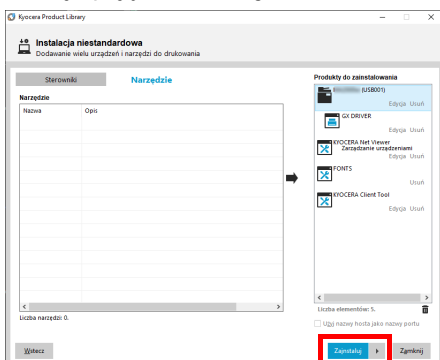 Kyocera Product Library
Instalacja niestandardowa
Dodawanie wielu urządzeń i narzędzi do drukowania
Sterowniki
Narzędzie
Narzędzie
Nazwa Opis
Liczba narzędzi: 0.
Produkty do zainstalowania
(USB001)
Edycja Usuń
GX DRIVER
Edycja Usuń
KYOCERA Net Viewer
Zarządzanie urządzeniami
Edycja Usuń
FONTS
Usuń
KYOCERA Client Tool
Edycja Usuń
Liczba elementów: 5.
Użyj nazwy hosta jako nazwy portu
Wstecz
Zainstaluj
Zamknij